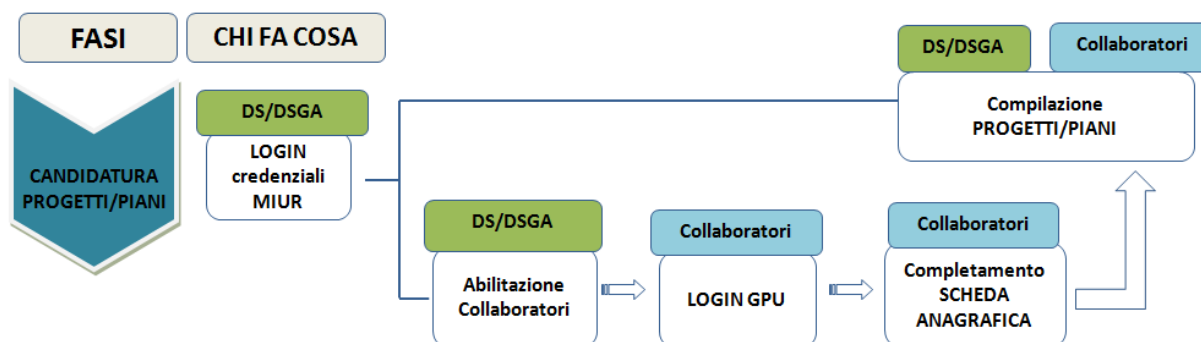 FASI
CHI FA COSA
DS/DSGA
Collaboratori
Compilazione
PROGETTI/PIANI
DS/DSGA
LOGIN
credenziali
MIUR
CANDIDATURA
PROGETTI/PIANI
DS/DSGA
Abilitazione
Collaboratori
Collaboratori
LOGIN GPU
Collaboratori
Completamento
SCHEDA
ANAGRAFICA